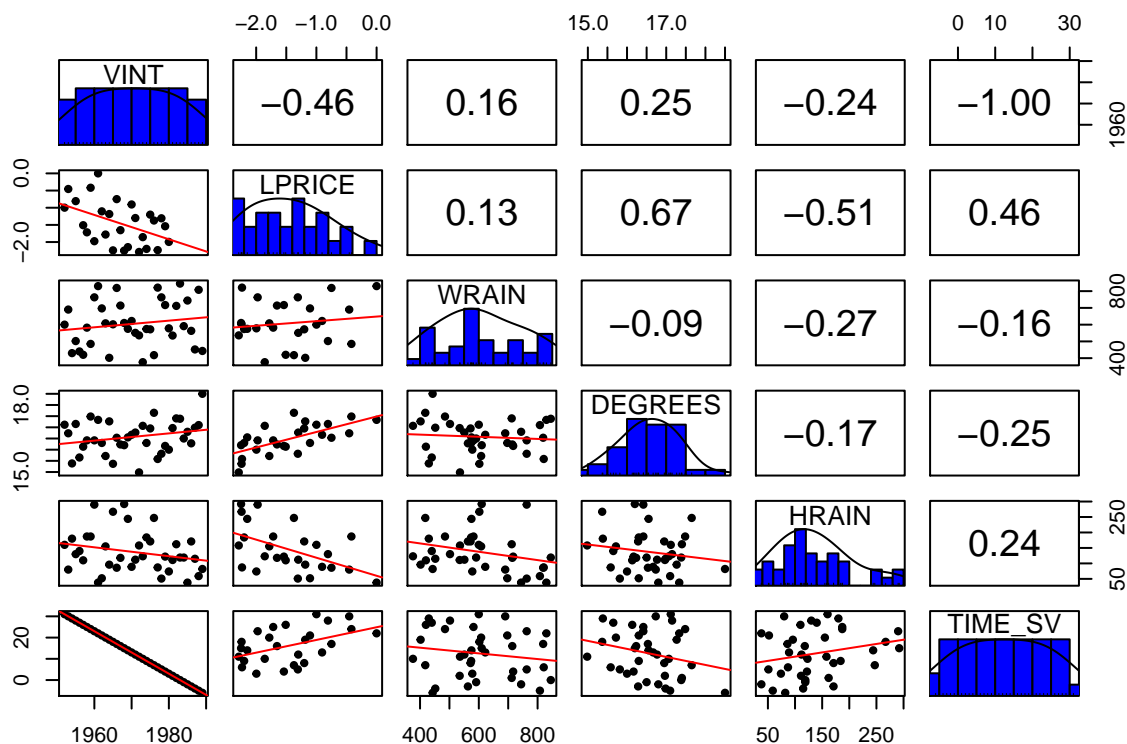 −2.0 −1.0 0.0 15.0 17.0 0 10 30
VINT −0.46 0.16 0.25 −0.24 −1.00 1960
0.0 −2.0 LPRICE 0.13 0.67 −0.51 0.46
WRAIN −0.09 −0.27 −0.16 800 400
18.0 15.0 DEGREES −0.17 −0.25
HRAIN 0.24 250 50
20 0 TIME_SV
1960 1980 400 600 800 50 150 250